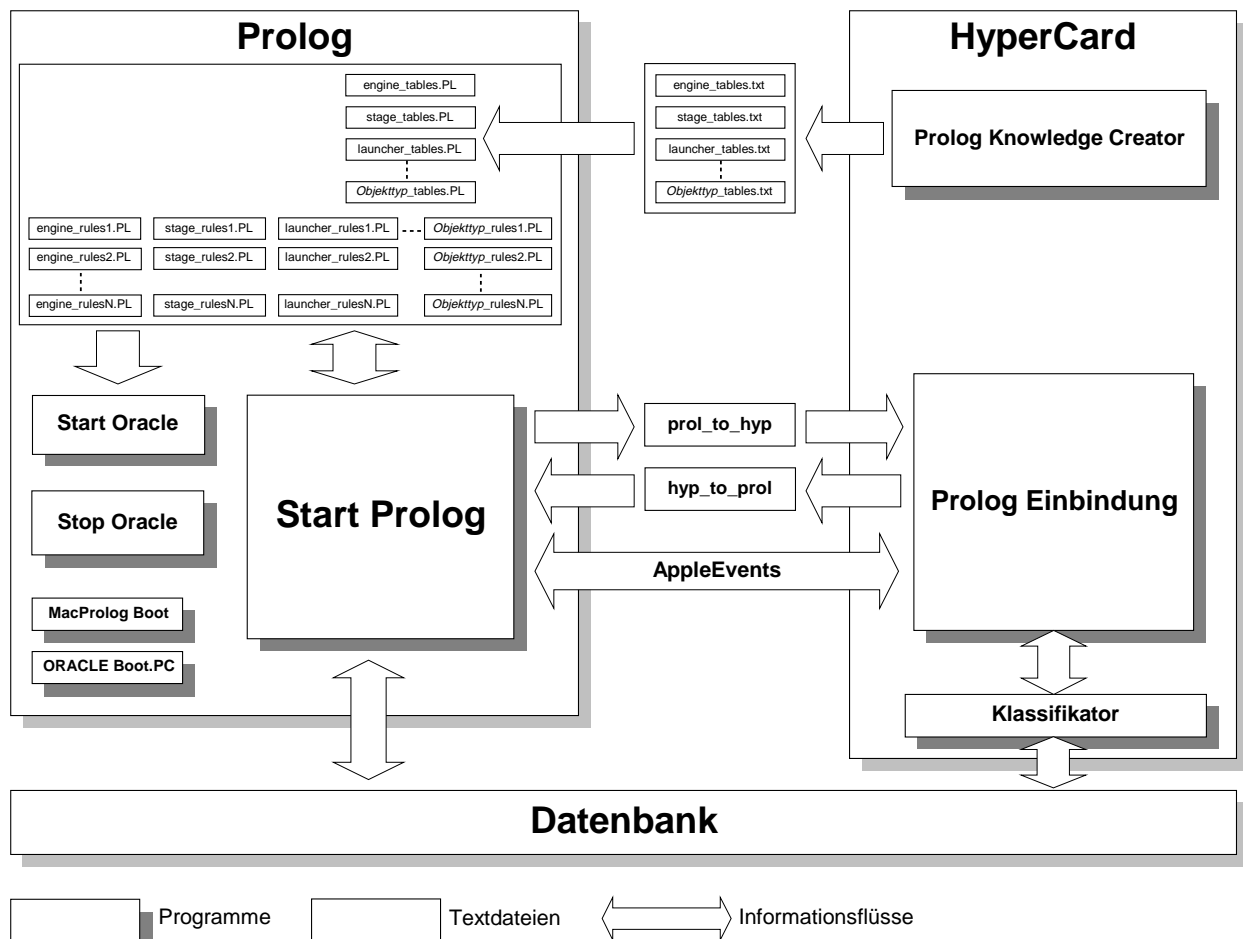 Prolog
HyperCard
engine_tables.PL
stage_tables.PL
launcher_tables.PL
Objekttyp_tables.PL
engine_tables.txt
stage_tables.txt
launcher_tables.txt
Objekttyp_tables.txt
Prolog Knowledge Creator
engine_rules1.PL
stage_rules1.PL
launcher_rules1.PL
Objekttyp_rules1.PL
engine_rules2.PL
stage_rules2.PL
launcher_rules2.PL
Objekttyp_rules2.PL
engine_rulesN.PL
stage_rulesN.PL
launcher_rulesN.PL
Objekttyp_rulesN.PL
Start Oracle
Stop Oracle
MacProlog Boot
ORACLE Boot.PC
Start Prolog
prol_to_hyp
hyp_to_prol
AppleEvents
Prolog Einbindung
Klassifikator
Datenbank
Programme
Textdateien
Informationsflüsse